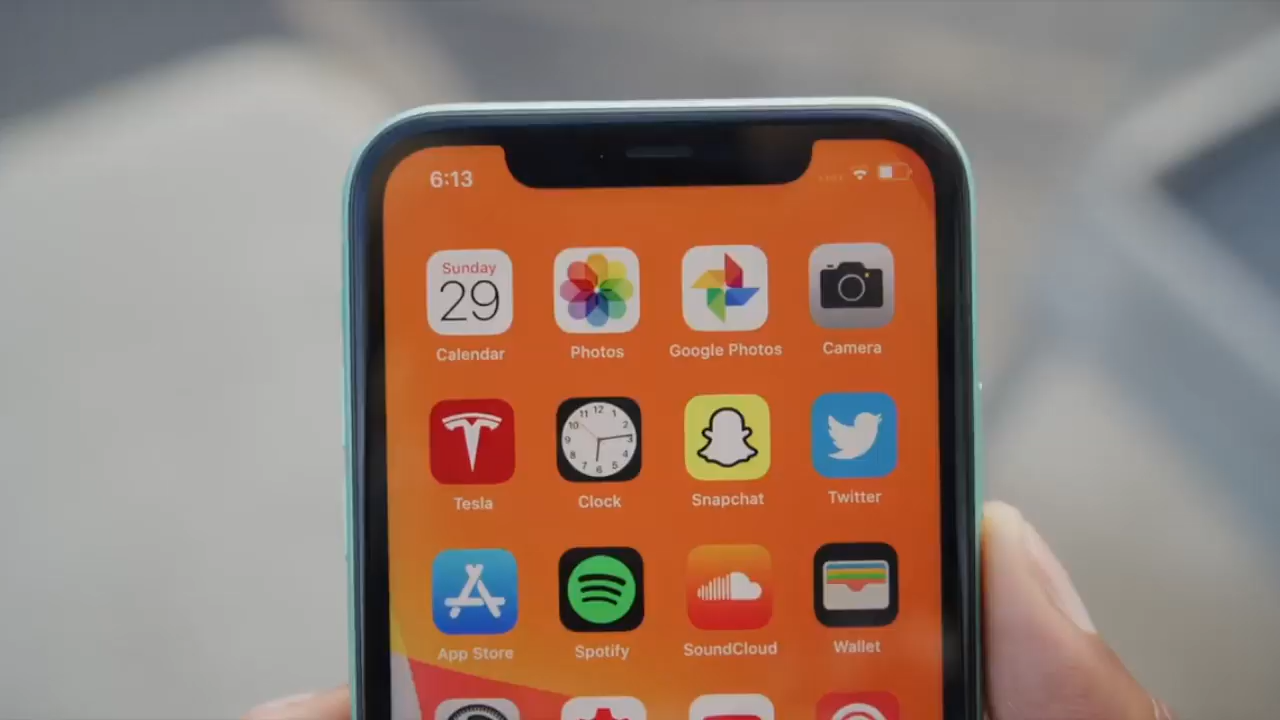 6:13
Sunday
29
Calendar
Photos
Google Photos
Camera
Tesla
Clock
Snapchat
Twitter
App Store
Spotify
SoundCloud
Wallet